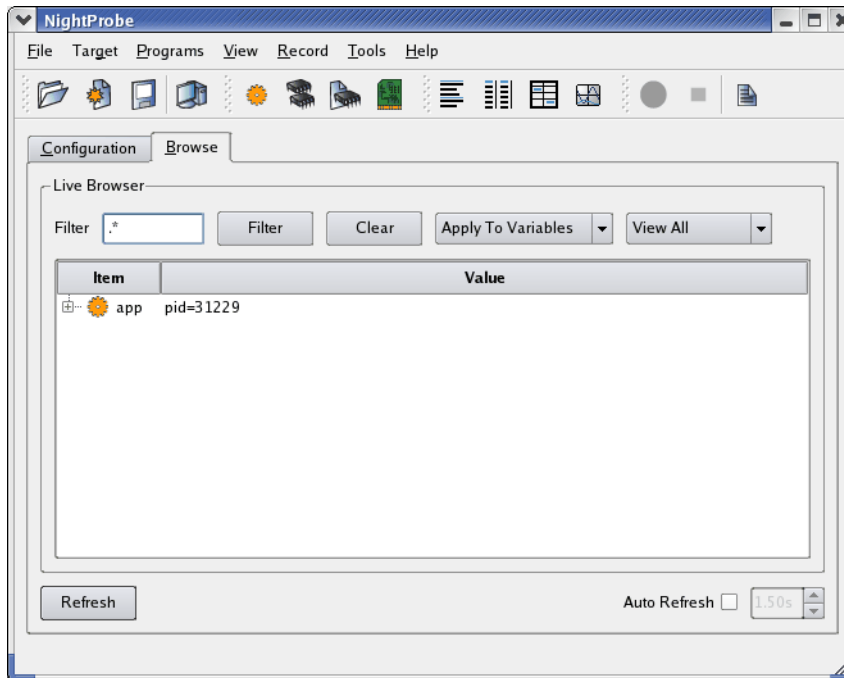 NightProbe
File Target Programs View Record Tools Help
Configuration Browse
Live Browser
Filter .* Filter Clear Apply To Variables View All
Item Value
app pid=31229
Refresh Auto Refresh 1.50s